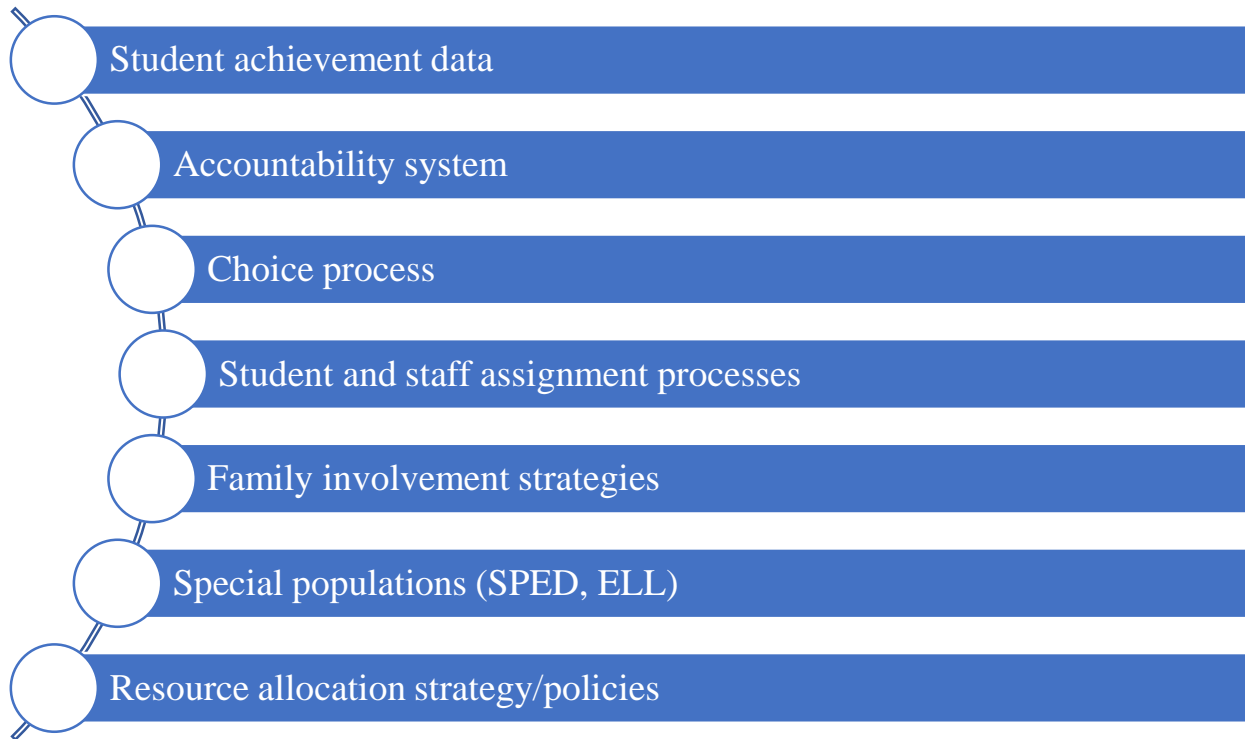 Student achievement data
Accountability system
Choice process
Student and staff assignment processes
Family involvement strategies
Special populations (SPED, ELL)
Resource allocation strategy/policies